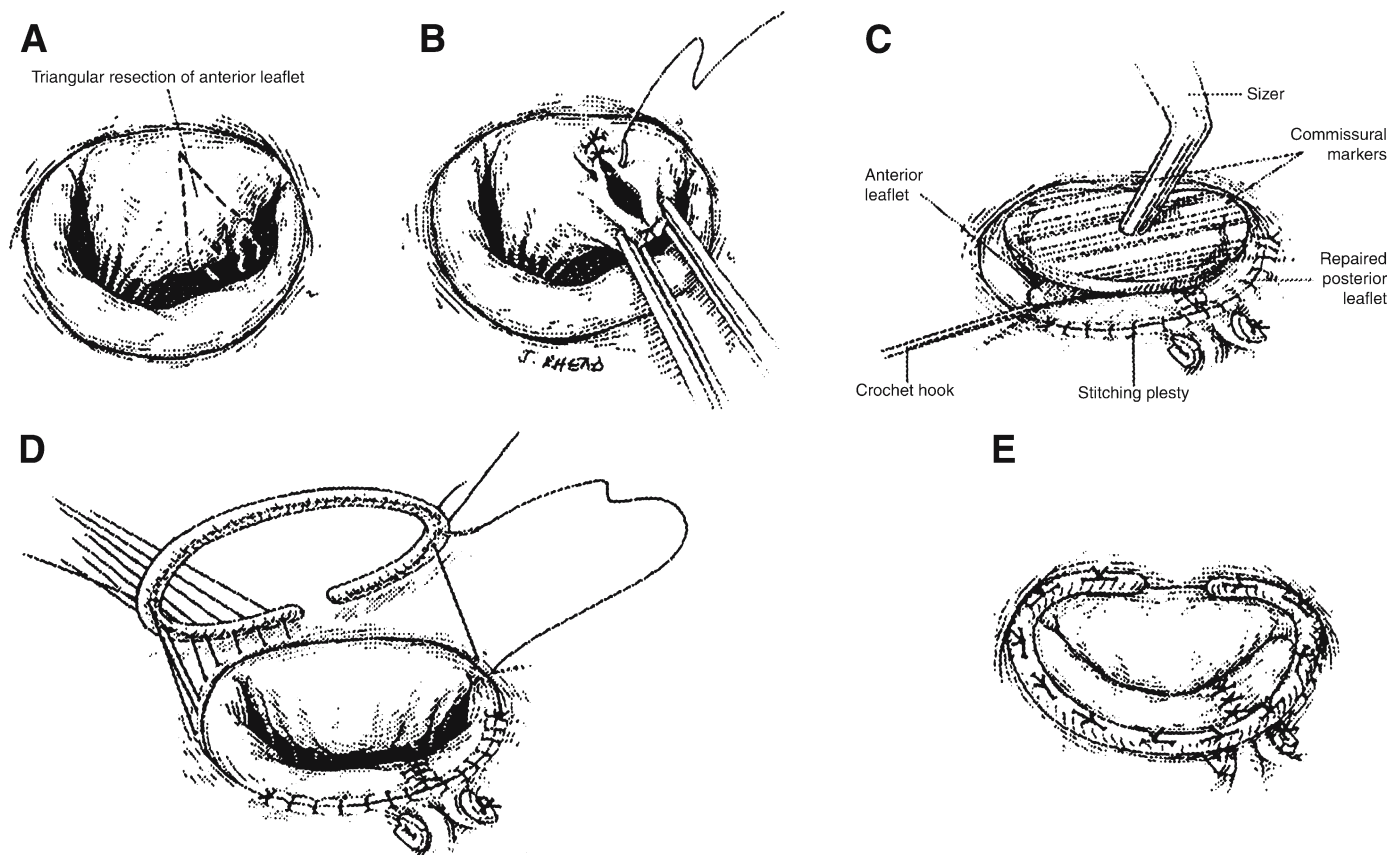 A
Triangular resection of anterior leaflet
B
J. RHEAD
C
Sizer
Commissural
markers
Anterior
leaflet
Repaired
posterior
leaflet
Crochet hook
Stitching plesty
D
E